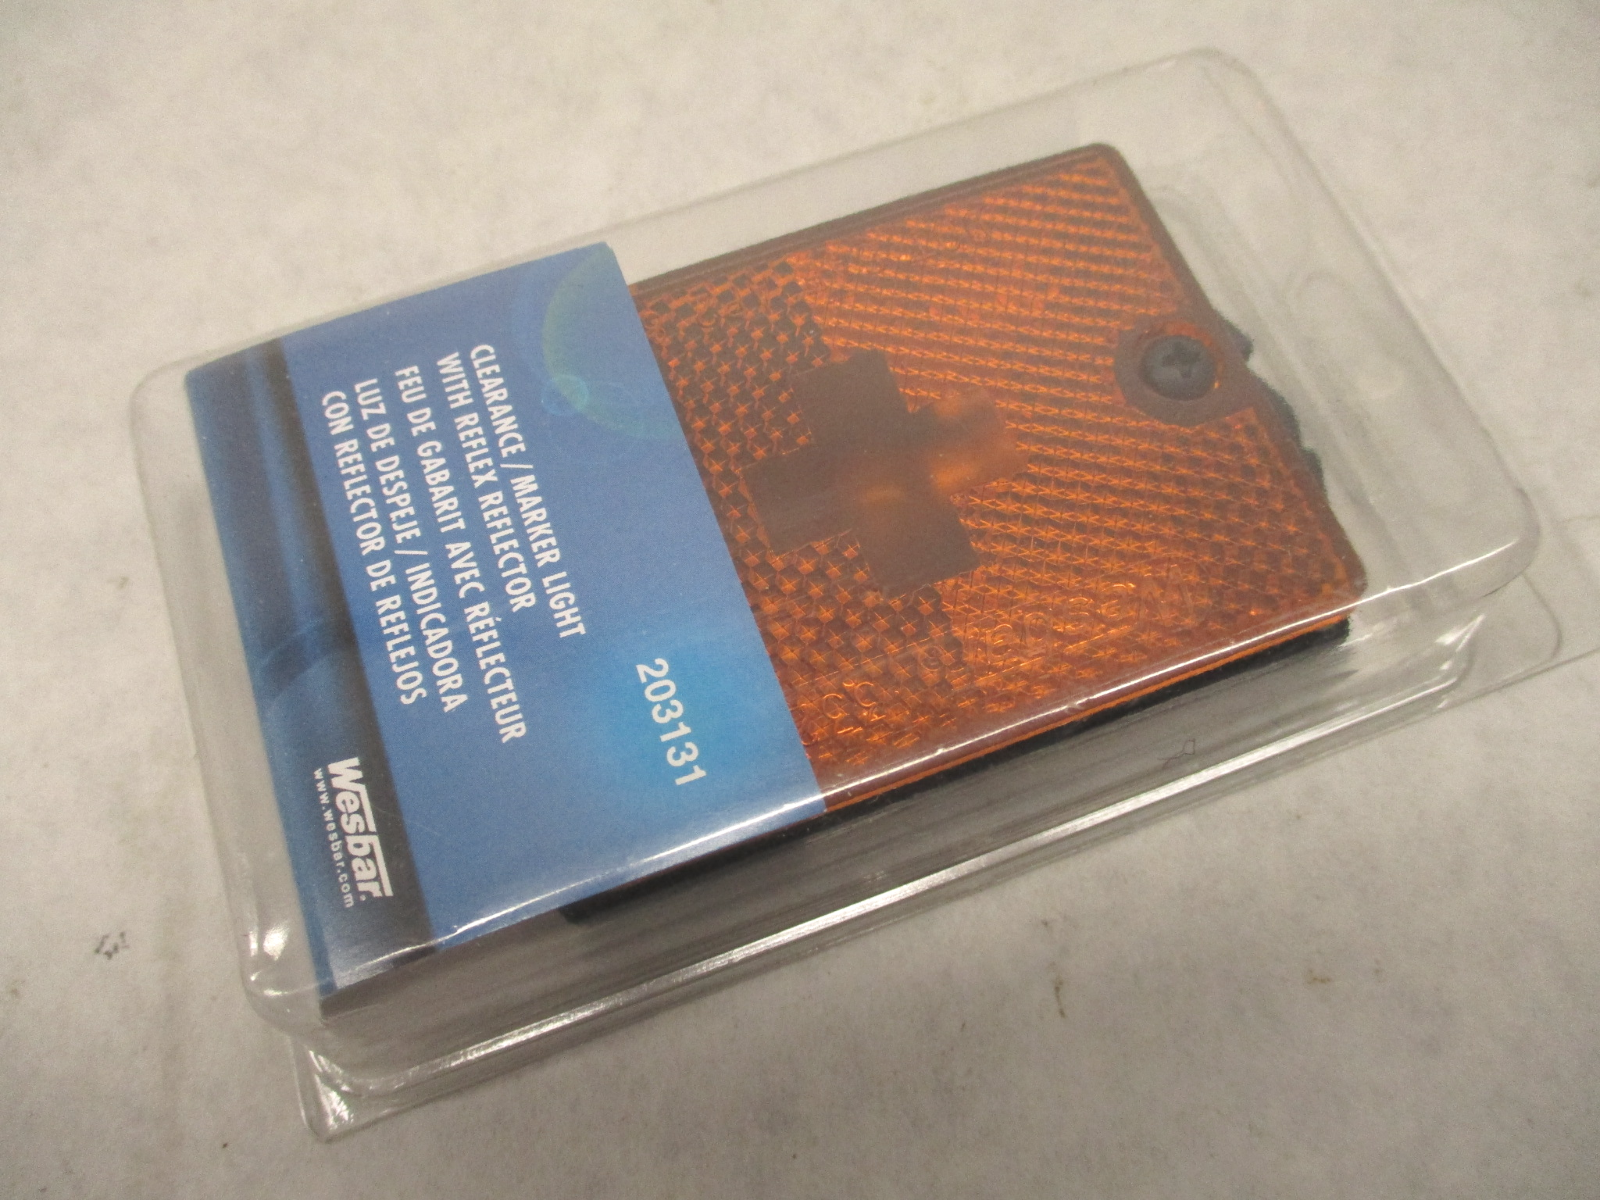 CLEARANCE / MARKER LIGHT
WITH REFLEX REFLECTOR
FEU DE GABARIT AVEC RÉFLECTEUR
LUZ DE DESPEJE / INDICADORA
CON REFLECTOR DE REFLEJOS
203131
Wesbar
www.wesbar.com
Wesbar